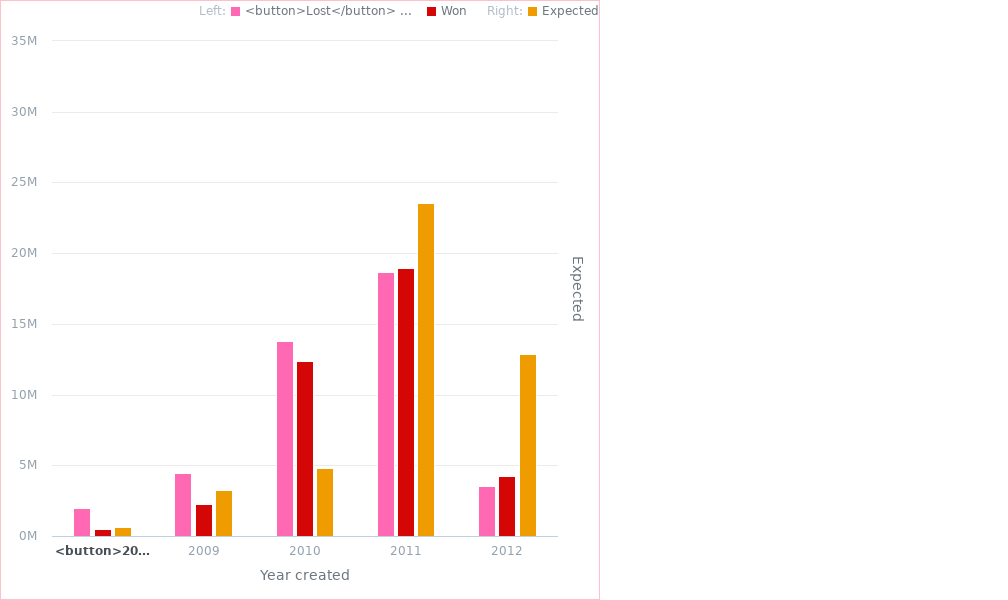 Left: <button>Lost</button> ... Won Right: Expected
35M
30M
25M
20M
15M
10M
5M
0M
Expected
<button>20... 2009 2010 2011 2012
Year created